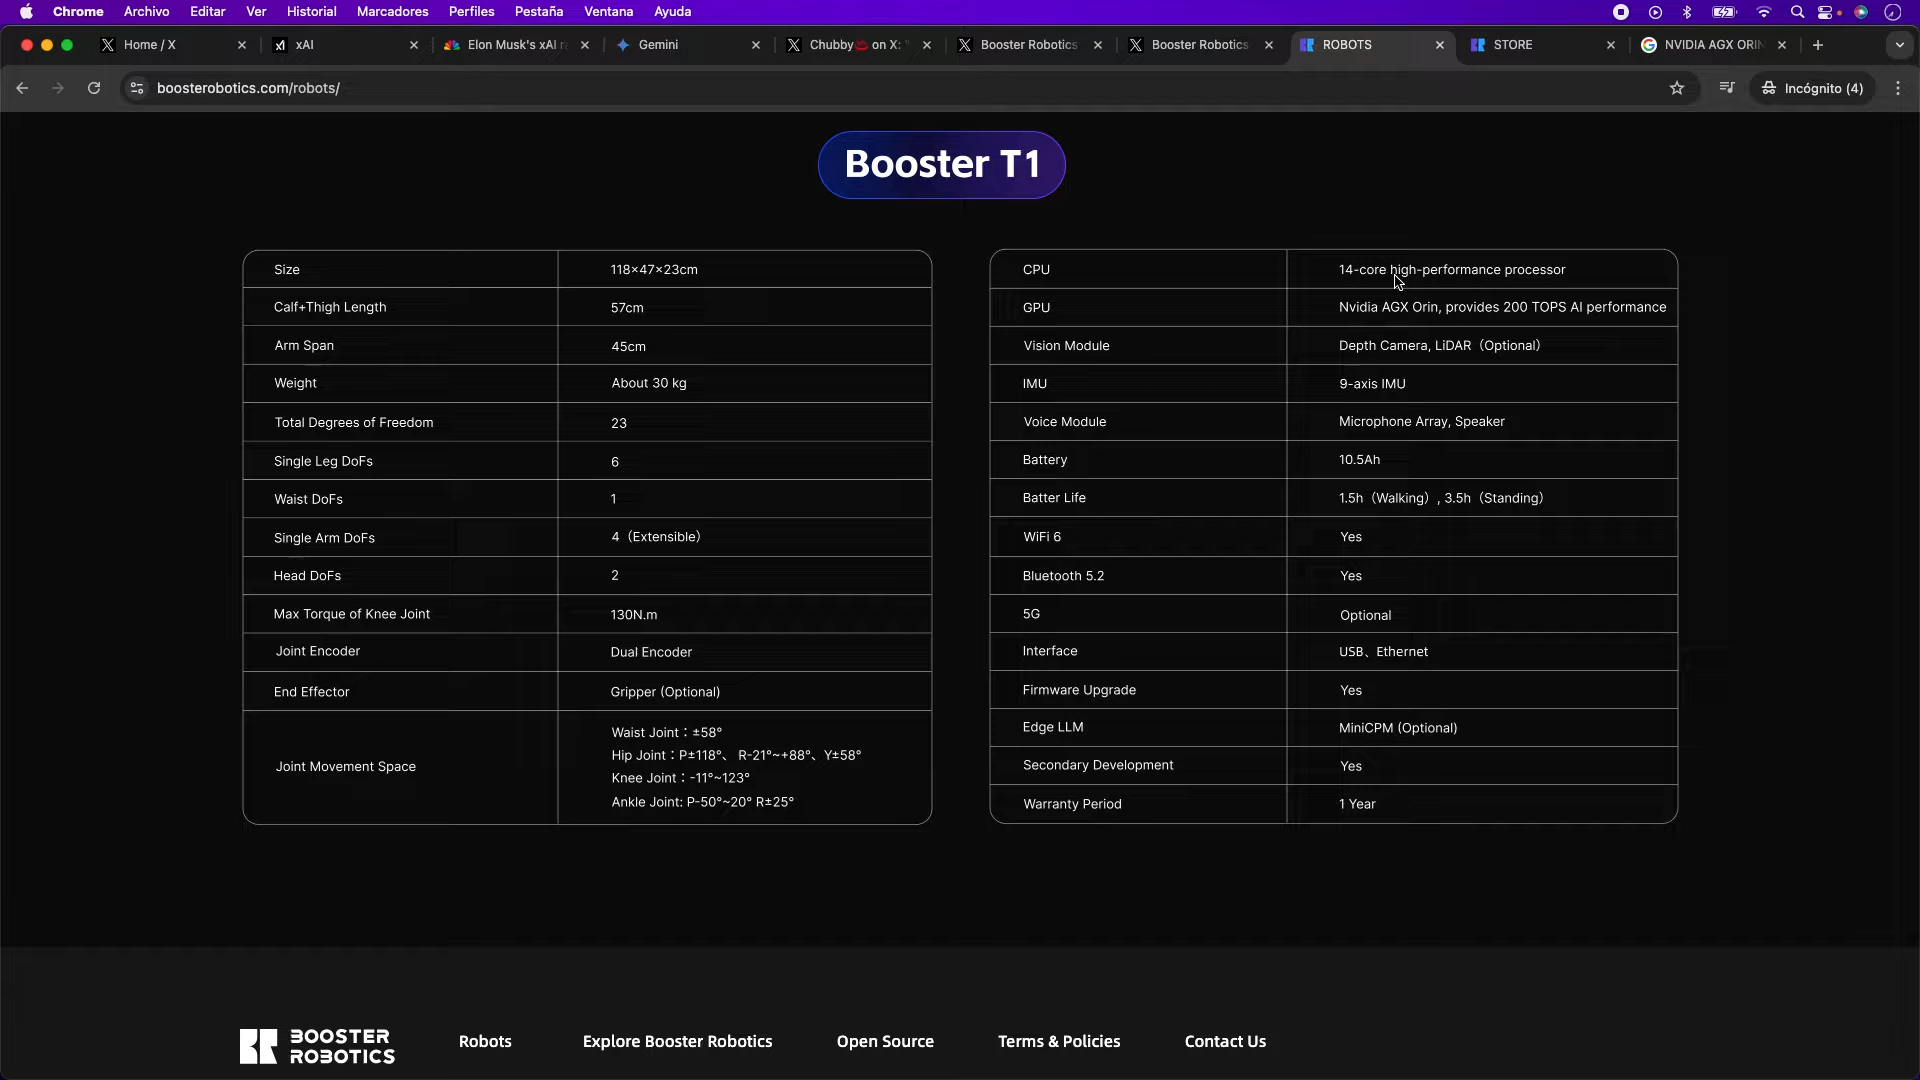 Chrome Archivo Editar Ver Historial Marcadores Perfiles Pestaña Ventana Ayuda
Home / X
xAI
Elon Musk's xAI
Gemini
Chubby on X: "
Booster Robotics
Booster Robotics
ROBOTS
STORE
NVIDIA AGX ORIN
boosterobotics.com/robots/
Incógnito (4)
Booster T1
Size 118×47×23cm
Calf+Thigh Length 57cm
Arm Span 45cm
Weight About 30 kg
Total Degrees of Freedom 23
Single Leg DoFs 6
Waist DoFs 1
Single Arm DoFs 4（Extensible）
Head DoFs 2
Max Torque of Knee Joint 130N.m
Joint Encoder Dual Encoder
End Effector Gripper (Optional)
Joint Movement Space
Waist Joint：±58°
Hip Joint：P±118°、R-21°~+88°、Y±58°
Knee Joint：-11°~123°
Ankle Joint: P-50°~20° R±25°
CPU 14-core high-performance processor
GPU Nvidia AGX Orin, provides 200 TOPS AI performance
Vision Module Depth Camera, LiDAR（Optional）
IMU 9-axis IMU
Voice Module Microphone Array, Speaker
Battery 10.5Ah
Batter Life 1.5h（Walking）, 3.5h（Standing）
WiFi 6 Yes
Bluetooth 5.2 Yes
5G Optional
Interface USB、Ethernet
Firmware Upgrade Yes
Edge LLM MiniCPM (Optional)
Secondary Development Yes
Warranty Period 1 Year
BOOSTER
ROBOTICS
Robots Explore Booster Robotics Open Source Terms & Policies Contact Us